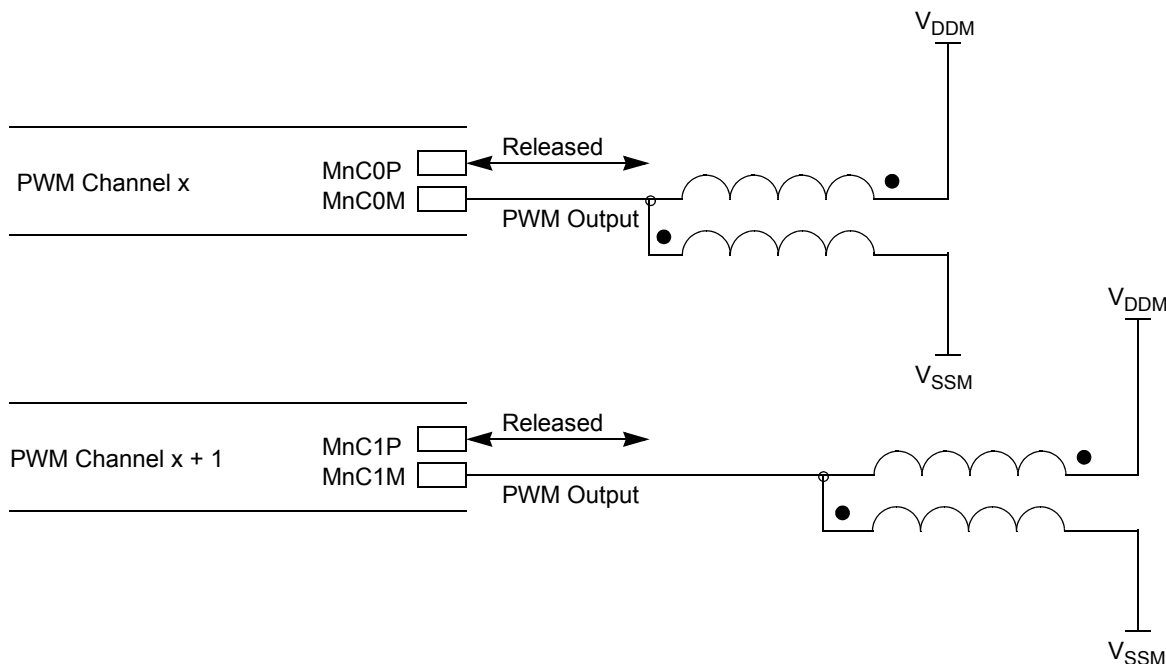 V_DDM
Released
MnC0P
PWM Channel x
MnC0M
PWM Output
V_DDM
V_SSM
Released
MnC1P
PWM Channel x + 1
MnC1M
PWM Output
V_SSM